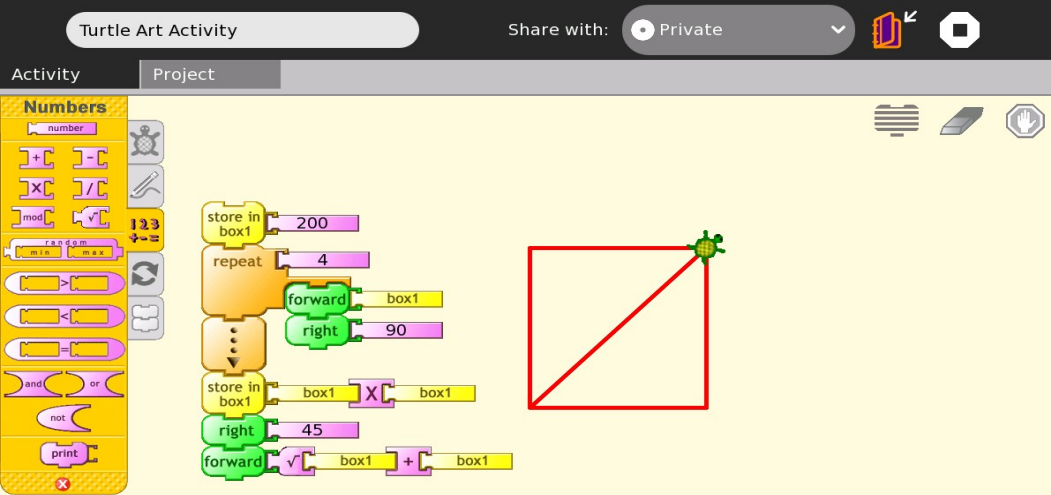 Turtle Art Activity
Share with:
Private
Activity
Project
Numbers
number
+
-
X
/
mod
√
random
min
max
>
<
=
and
or
not
print
123
+-=
store in
box1
200
repeat
4
forward
box1
right
90
store in
box1
box1
X
box1
right
45
forward
√
box1
+
box1